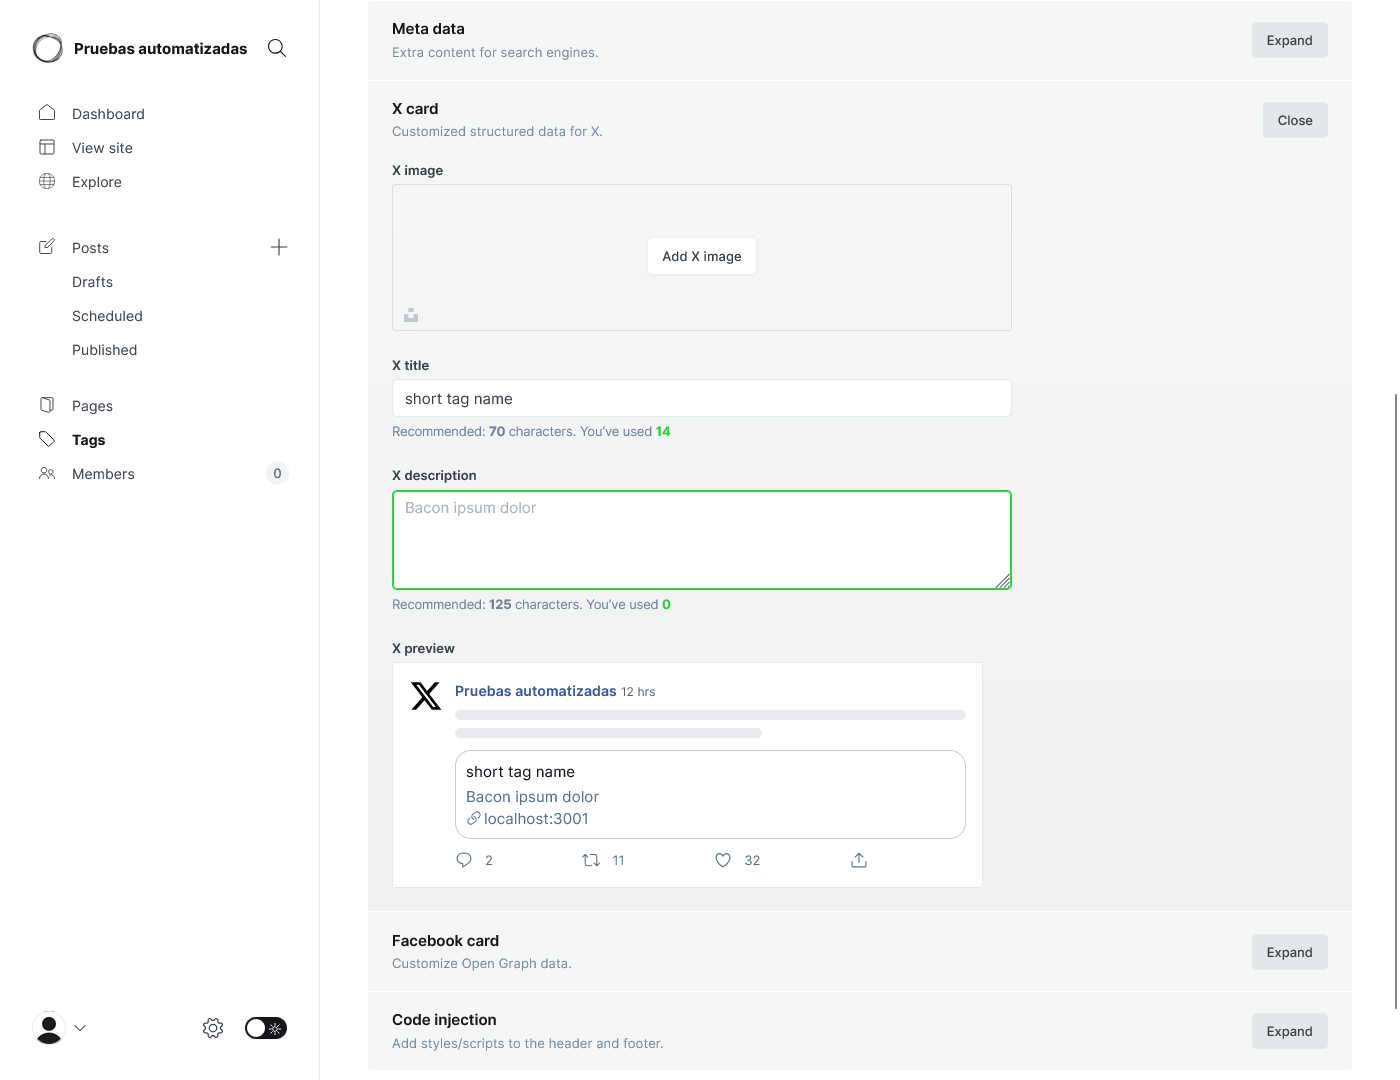 Pruebas automatizadas
Dashboard
View site
Explore
Posts
Drafts
Scheduled
Published
Pages
Tags
Members 0
Meta data
Extra content for search engines.
Expand
X card
Customized structured data for X.
Close
X image
Add X image
X title
short tag name
Recommended: 70 characters. You’ve used 14
X description
Bacon ipsum dolor
Recommended: 125 characters. You’ve used 0
X preview
Pruebas automatizadas 12 hrs
short tag name
Bacon ipsum dolor
localhost:3001
2 11 32
Facebook card
Customize Open Graph data.
Expand
Code injection
Add styles/scripts to the header and footer.
Expand